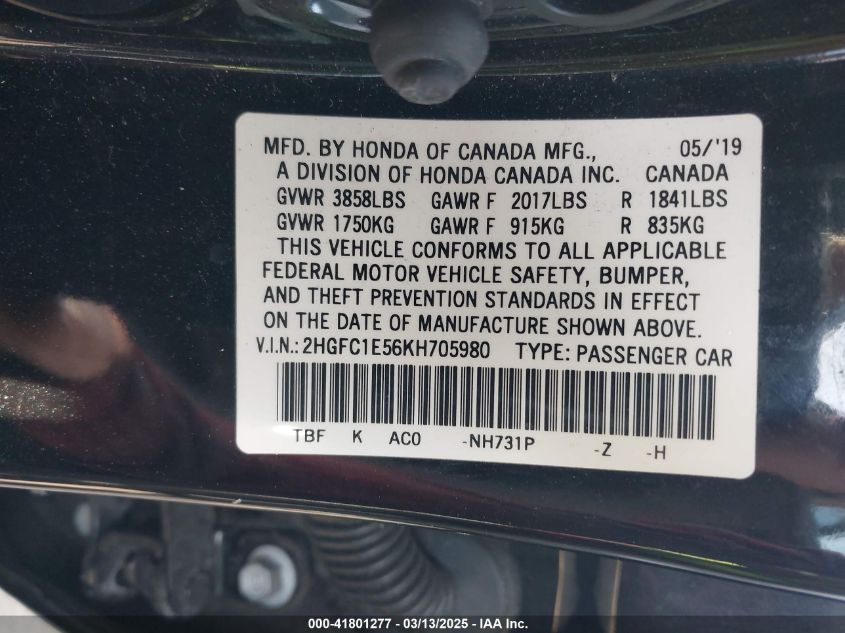 MFD. BY HONDA OF CANADA MFG., 05/'19
A DIVISION OF HONDA CANADA INC. CANADA
GVWR 3858LBS GAWR F 2017LBS R 1841LBS
GVWR 1750KG GAWR F 915KG R 835KG
THIS VEHICLE CONFORMS TO ALL APPLICABLE
FEDERAL MOTOR VEHICLE SAFETY, BUMPER,
AND THEFT PREVENTION STANDARDS IN EFFECT
ON THE DATE OF MANUFACTURE SHOWN ABOVE.
V.I.N.: 2HGFC1E56KH705980 TYPE: PASSENGER CAR
TBF K AC0 -NH731P -Z -H
000-41801277 - 03/13/2025 - IAA Inc.